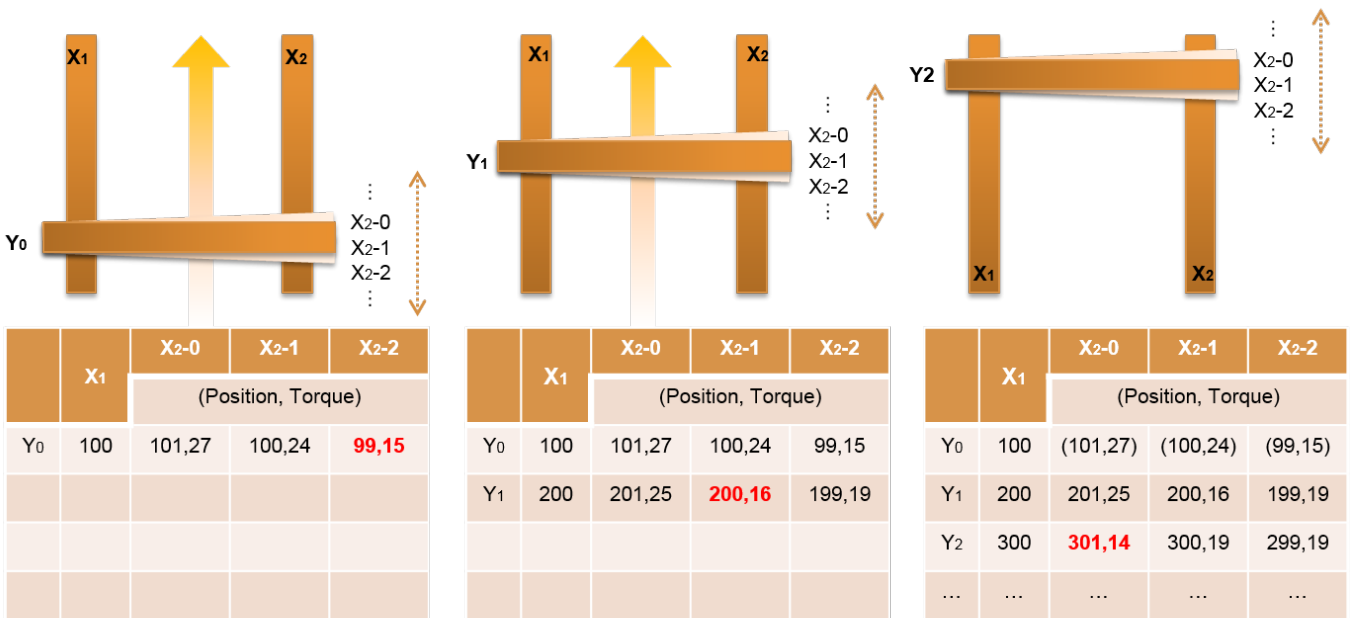 X1 X2
Y0
⋮
X2-0
X2-1
X2-2
⋮
X1 X2-0 X2-1 X2-2
(Position, Torque)
Y0 100 101,27 100,24 99,15
X1 X2
Y1
⋮
X2-0
X2-1
X2-2
⋮
X1 X2-0 X2-1 X2-2
(Position, Torque)
Y0 100 101,27 100,24 99,15
Y1 200 201,25 200,16 199,19
Y2
⋮
X2-0
X2-1
X2-2
⋮
X1 X2
X1 X2-0 X2-1 X2-2
(Position, Torque)
Y0 100 (101,27) (100,24) (99,15)
Y1 200 201,25 200,16 199,19
Y2 300 301,14 300,19 299,19
... ... ... ... ...